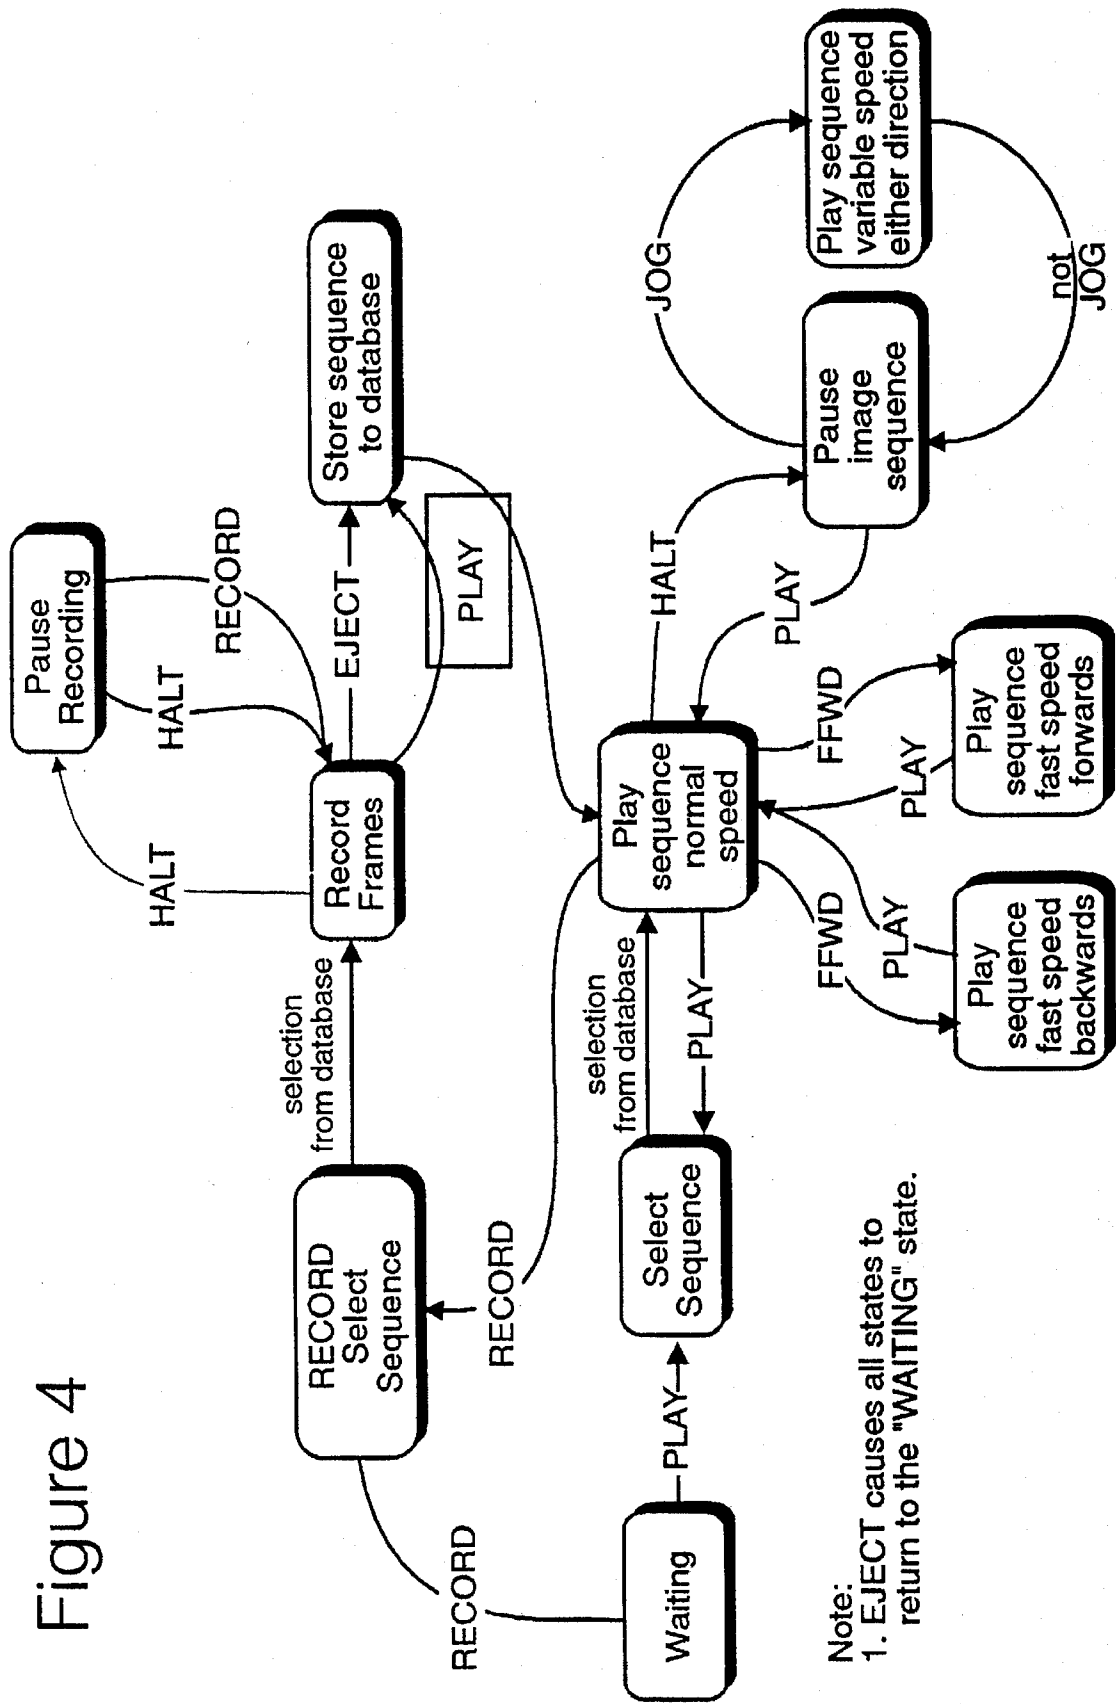 Figure 4
Pause
Recording
HALT
HALT
RECORD
RECORD
Select
Sequence
selection
from database
Record
Frames
EJECT
Store sequence
to database
PLAY
RECORD
RECORD
Waiting
PLAY
Select
Sequence
selection
from database
PLAY
Play
sequence
normal
speed
HALT
PLAY
Pause
image
sequence
JOG
Play sequence
variable speed
either direction
not
JOG
FFWD
PLAY
Play
sequence
fast speed
backwards
FFWD
PLAY
Play
sequence
fast speed
forwards
Note:
1. EJECT causes all states to
return to the "WAITING" state.